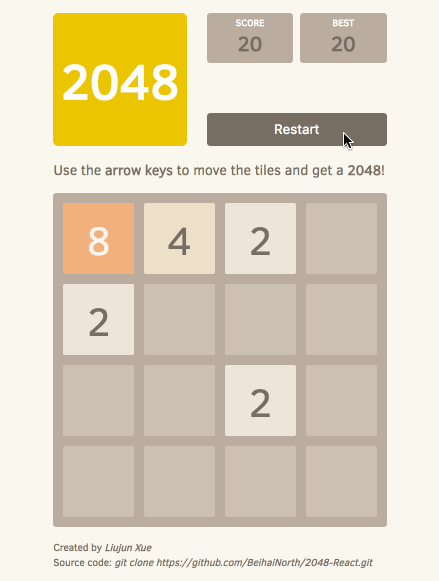 2048
SCORE
20
BEST
20
Restart
Use the arrow keys to move the tiles and get a 2048!
8 4 2
2
2
Created by Liujun Xue
Source code: git clone https://github.com/BeihaiNorth/2048-React.git